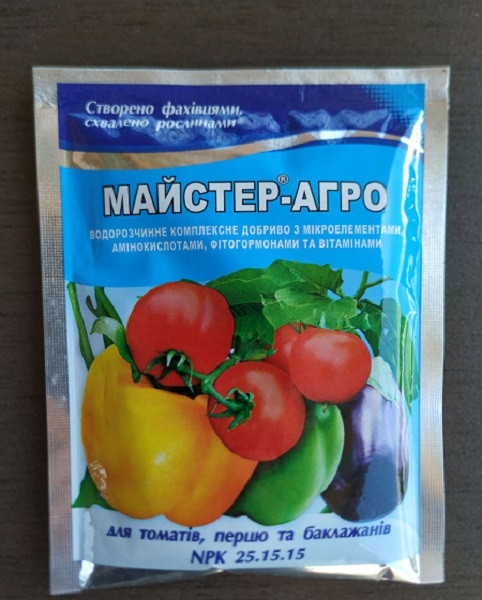 Створено фахівцями,
схвалено рослинами
МАЙСТЕР®-АГРО
ВОДОРОЗЧИННЕ КОМПЛЕКСНЕ ДОБРИВО З МІКРОЕЛЕМЕНТАМИ,
АМІНОКИСЛОТАМИ, ФІТОГОРМОНАМИ ТА ВІТАМІНАМИ
для томатів, перцю та баклажанів
NPK 25.15.15